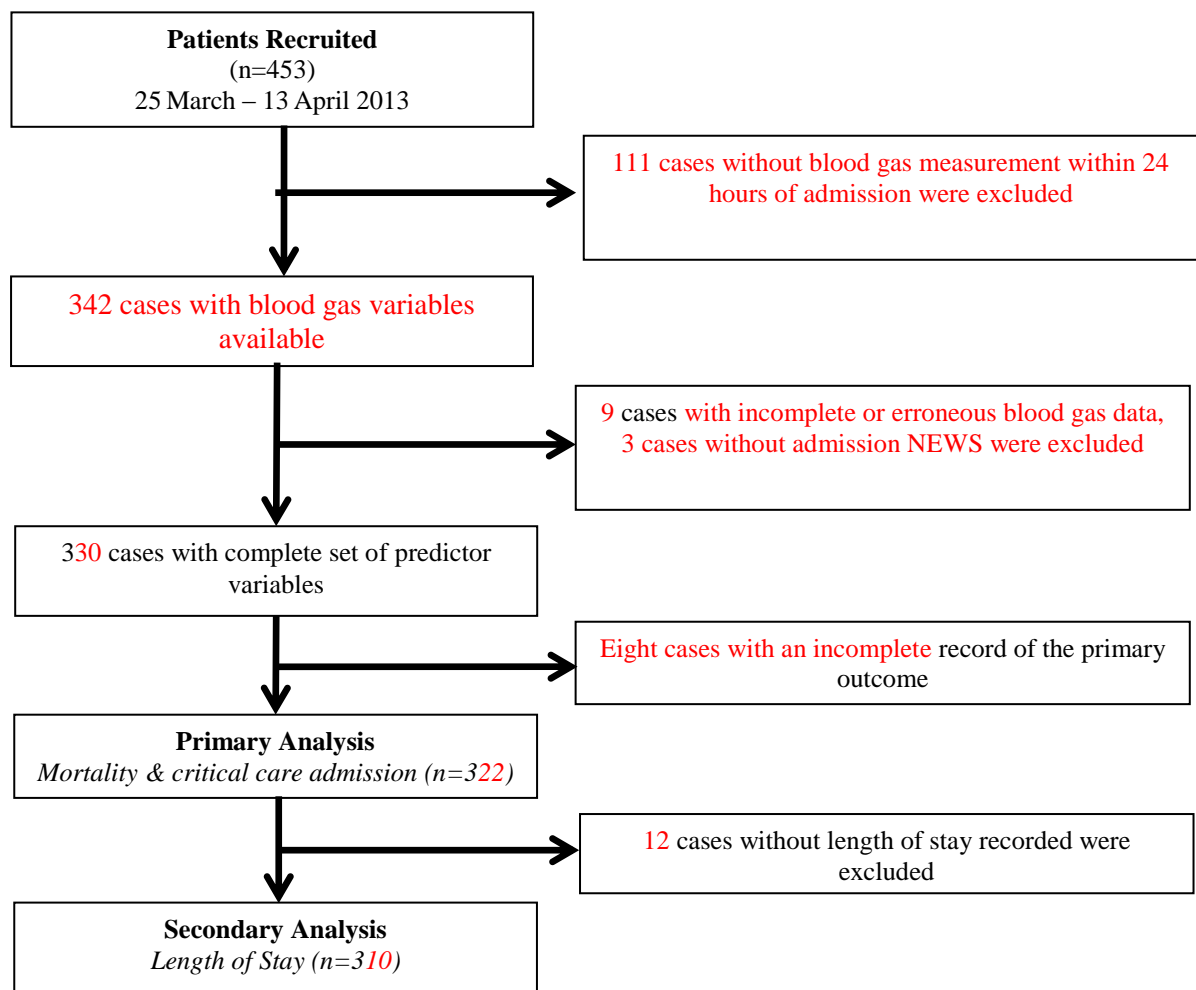 Patients Recruited
(n=453)
25 March – 13 April 2013
111 cases without blood gas measurement within 24
hours of admission were excluded
342 cases with blood gas variables
available
9 cases with incomplete or erroneous blood gas data,
3 cases without admission NEWS were excluded
330 cases with complete set of predictor
variables
Eight cases with an incomplete record of the primary
outcome
Primary Analysis
Mortality & critical care admission (n=322)
12 cases without length of stay recorded were
excluded
Secondary Analysis
Length of Stay (n=310)